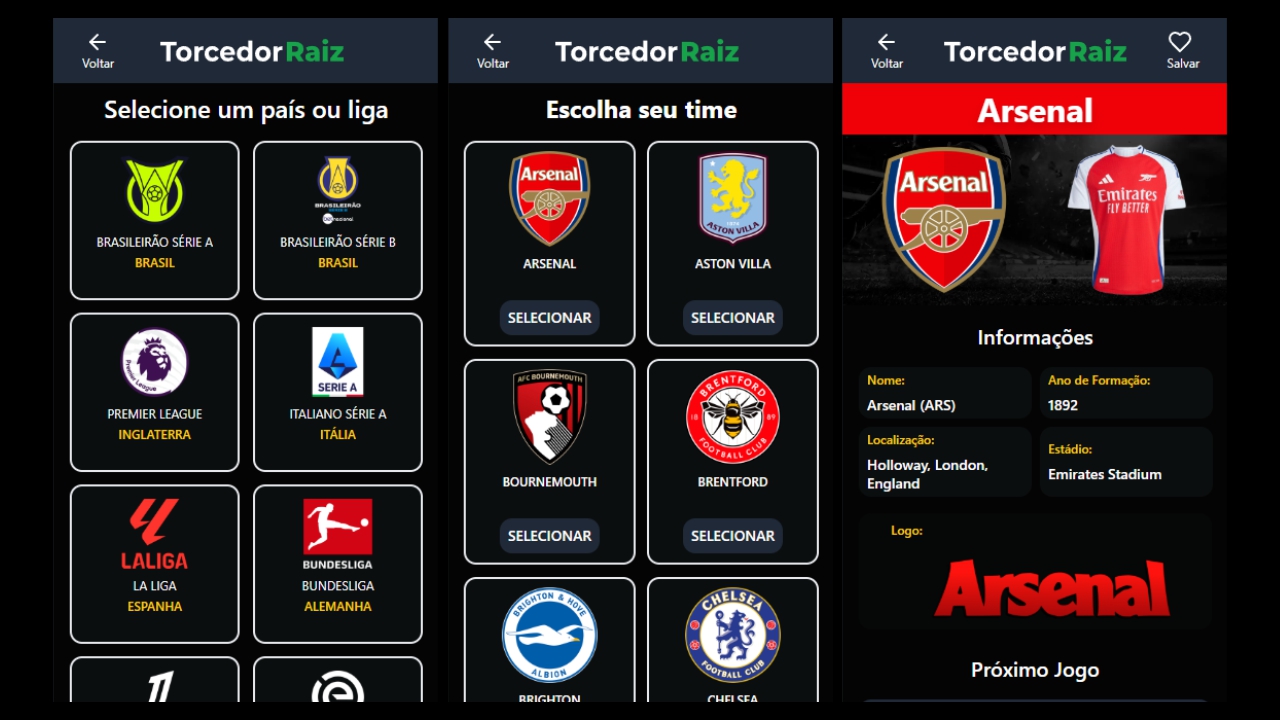 Voltar
TorcedorRaiz
Selecione um país ou liga
BRASILEIRÃO SÉRIE A
BRASIL
BRASILEIRÃO
BRASILEIRÃO SÉRIE B
BRASIL
Premier League
PREMIER LEAGUE
INGLATERRA
SERIE A
ITALIANO SÉRIE A
ITÁLIA
LALIGA
LA LIGA
ESPANHA
BUNDESLIGA
BUNDESLIGA
ALEMANHA
Voltar
TorcedorRaiz
Escolha seu time
Arsenal
ARSENAL
SELECIONAR
ASTON VILLA
ASTON VILLA
SELECIONAR
AFC BOURNEMOUTH
BOURNEMOUTH
SELECIONAR
BRENTFORD
18 89
FOOTBALL CLUB
BRENTFORD
SELECIONAR
BRIGHTON & HOVE
ALBION
BRIGHTON
CHELSEA
FOOTBALL CLUB
CHELSEA
Voltar
TorcedorRaiz
Salvar
Arsenal
Arsenal
Emirates
FLY BETTER
Informações
Nome:
Arsenal (ARS)
Ano de Formação:
1892
Localização:
Holloway, London,
England
Estádio:
Emirates Stadium
Logo:
Arsenal
Próximo Jogo